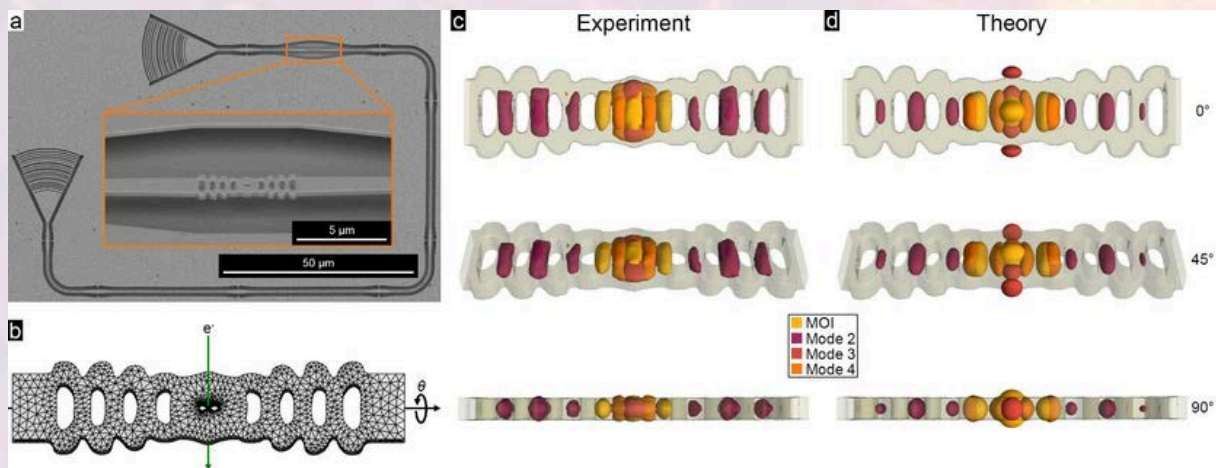 a
5 µm
50 µm
b
e⁻
θ
c
Experiment
d
Theory
0°
45°
MOI
Mode 2
Mode 3
Mode 4
90°